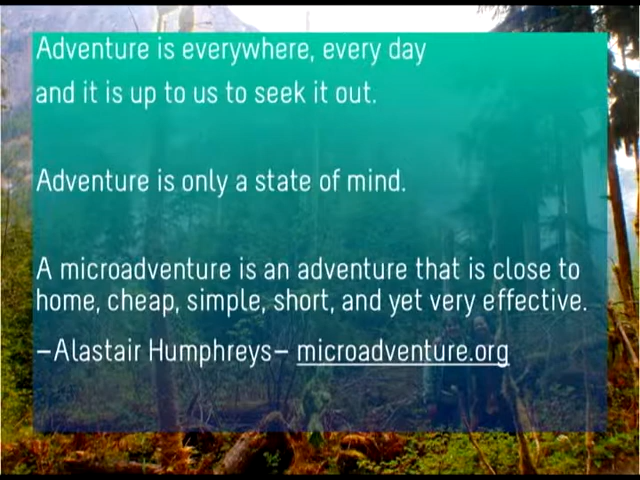 Adventure is everywhere, every day
and it is up to us to seek it out.
Adventure is only a state of mind.
A microadventure is an adventure that is close to
home, cheap, simple, short, and yet very effective.
–Alastair Humphreys– microadventure.org